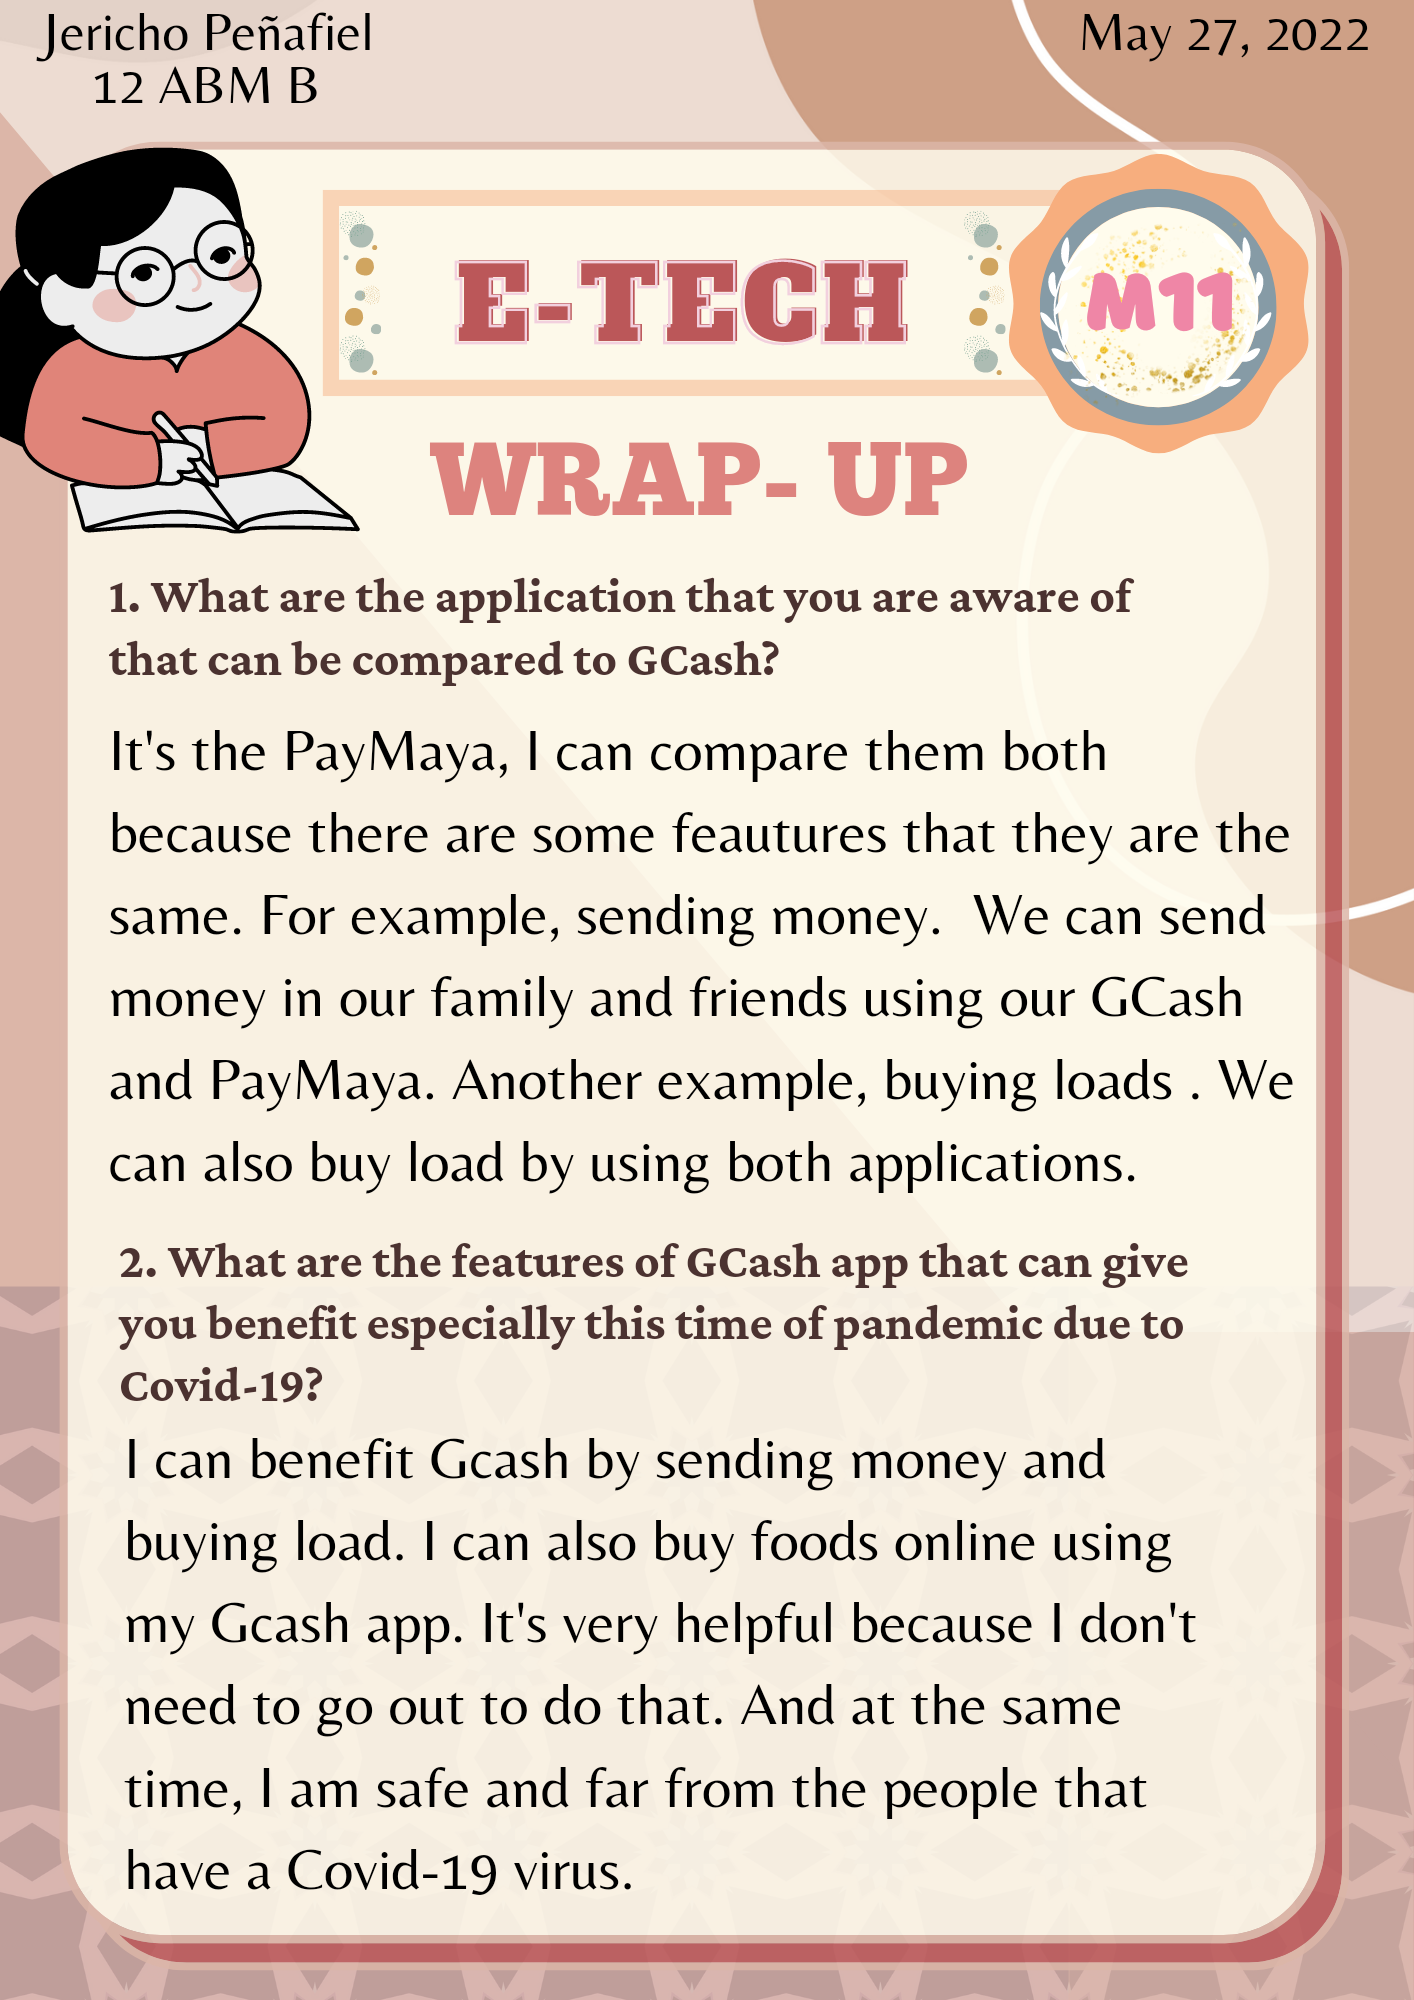 Jericho Peñafiel
12 ABM B
May 27, 2022
E-TECH
M11
WRAP- UP
1. What are the application that you are aware of
that can be compared to GCash?
It's the PayMaya, I can compare them both
because there are some feautures that they are the
same. For example, sending money.  We can send
money in our family and friends using our GCash
and PayMaya. Another example, buying loads . We
can also buy load by using both applications.
2. What are the features of GCash app that can give
you benefit especially this time of pandemic due to
Covid-19?
I can benefit Gcash by sending money and
buying load. I can also buy foods online using
my Gcash app. It's very helpful because I don't
need to go out to do that. And at the same
time, I am safe and far from the people that
have a Covid-19 virus.